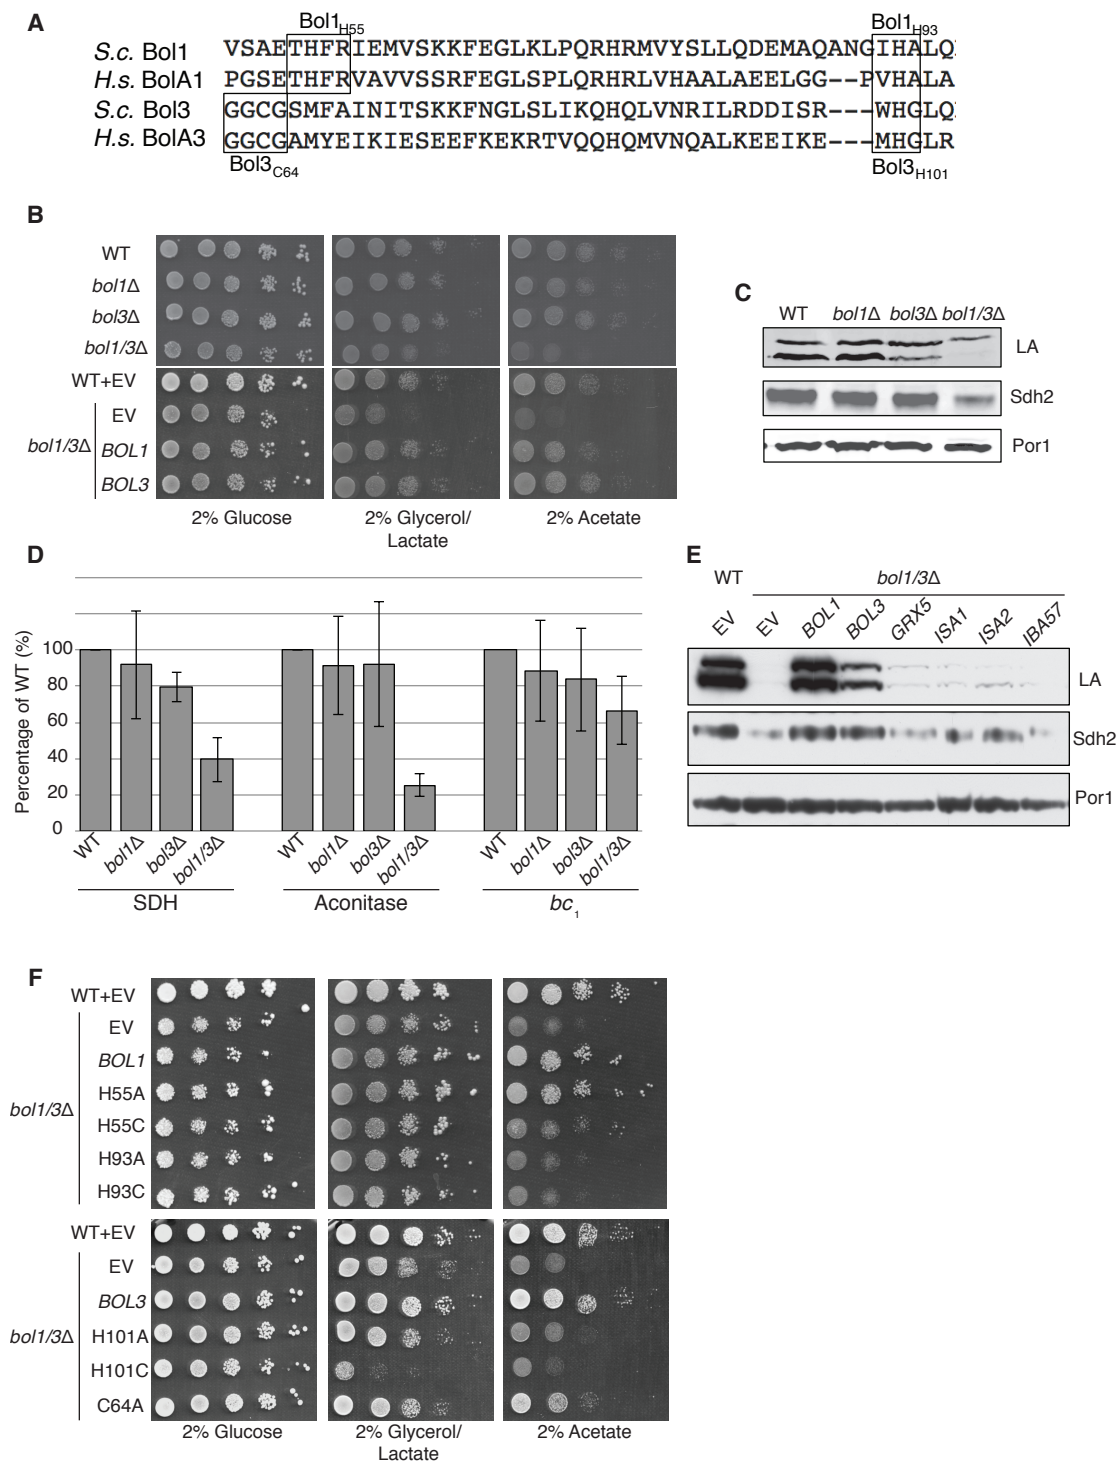 A
Bol1H55
Bol1H93
S.c. Bol1 VSAETHFRIEMVSKKFEGLKLPQRHRMVYSLLQDEMAQANGIHALQ
H.s. BolA1 PGSETHFRVAVVSSRFEGLSPLQRHRLVHAALAEELGG--PVHALA
S.c. Bol3 GGCGSMFAINITSKKFNGLSLIKQHQLVNRILRDDISR---WHGLQ
H.s. BolA3 GGCGAMYEIKIESEEFKEKRTVQQHQMVNQALKEEIKE---MHGLR
Bol3C64
Bol3H101
B
WT
bol1Δ
bol3Δ
bol1/3Δ
WT+EV
EV
bol1/3Δ
BOL1
BOL3
2% Glucose
2% Glycerol/
Lactate
2% Acetate
C
WT bol1Δ bol3Δ bol1/3Δ
LA
Sdh2
Por1
D
Percentage of WT (%)
100
80
60
40
20
0
WT bol1Δ bol3Δ bol1/3Δ
WT bol1Δ bol3Δ bol1/3Δ
WT bol1Δ bol3Δ bol1/3Δ
SDH
Aconitase
bc1
E
WT
bol1/3Δ
EV EV BOL1 BOL3 GRX5 ISA1 ISA2 IBA57
LA
Sdh2
Por1
F
WT+EV
EV
BOL1
H55A
bol1/3Δ
H55C
H93A
H93C
WT+EV
EV
BOL3
bol1/3Δ
H101A
H101C
C64A
2% Glucose
2% Glycerol/
Lactate
2% Acetate